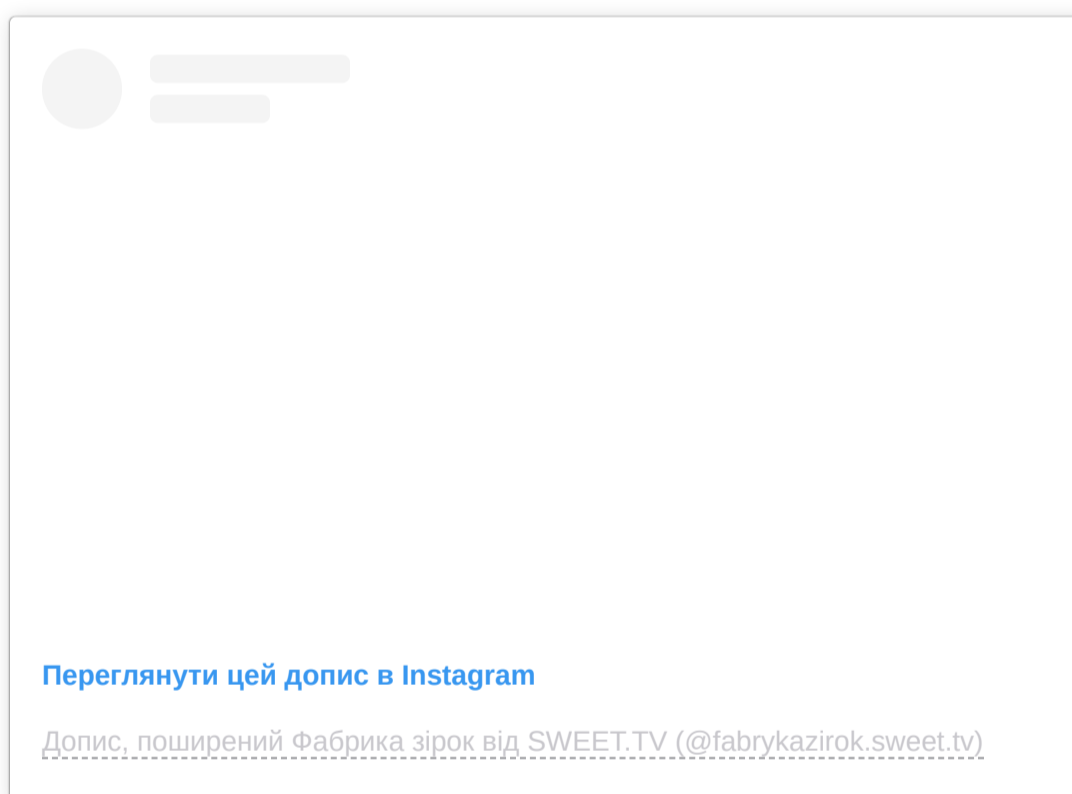 Переглянути цей допис в Instagram
Допис, поширений Фабрика зірок від SWEET.TV (@fabrykazirok.sweet.tv)